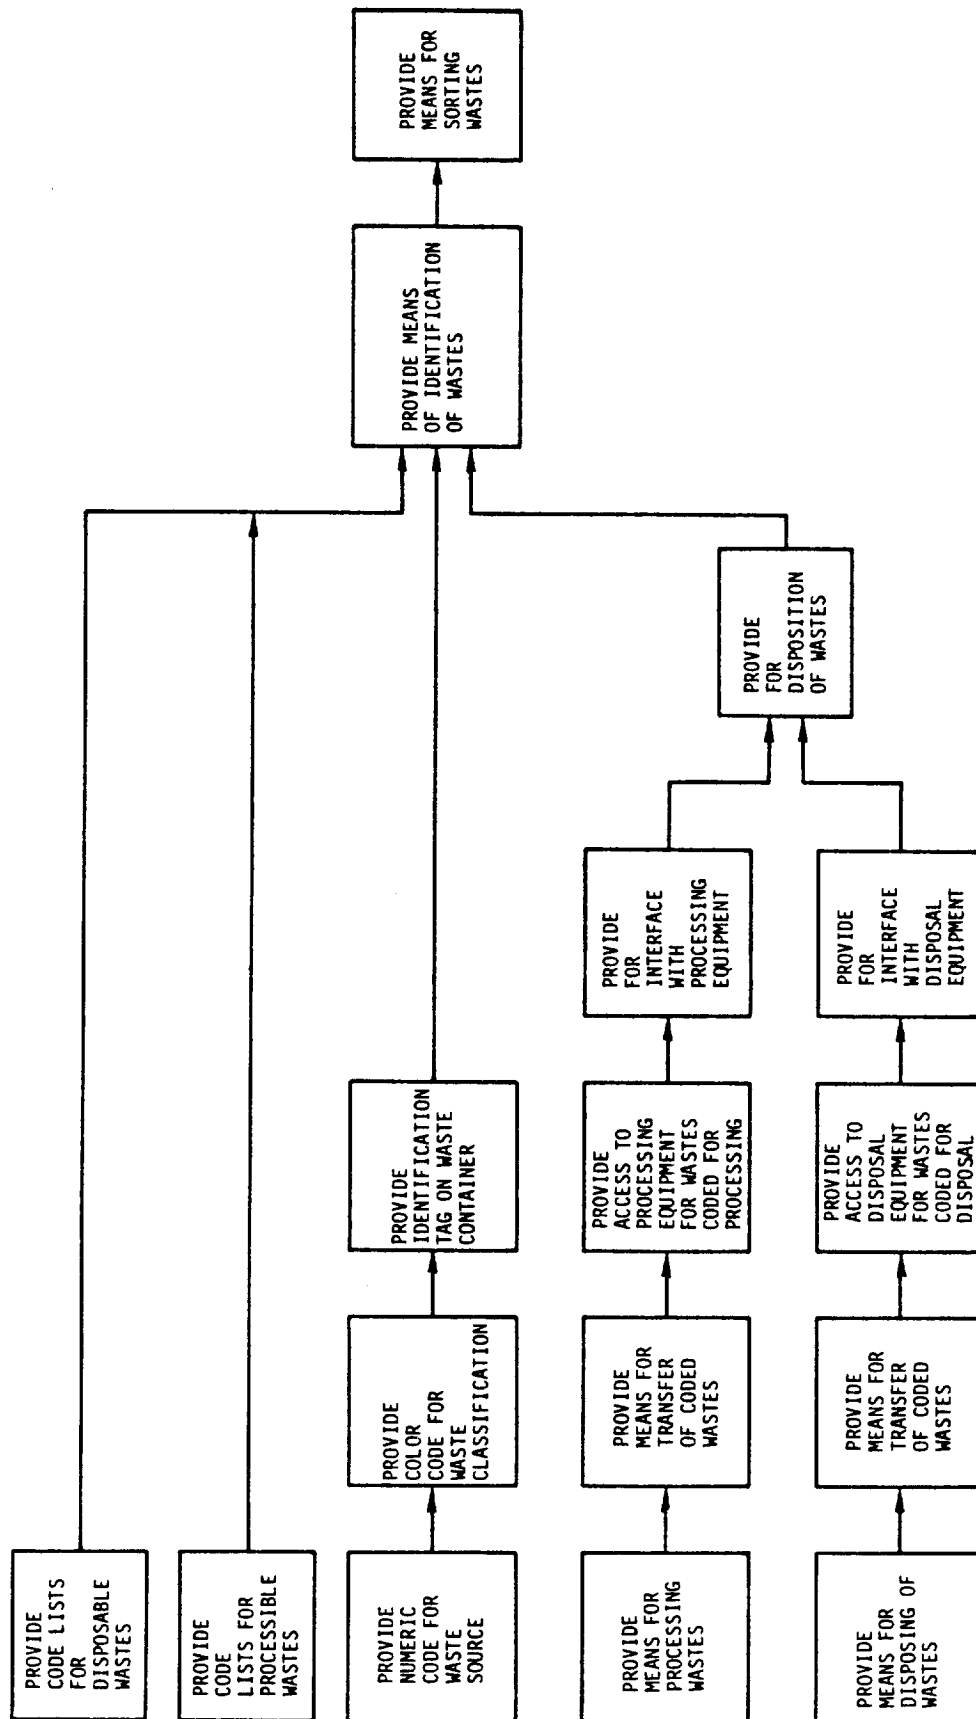 PROVIDE
CODE LISTS
FOR
DISPOSABLE
WASTES
PROVIDE
CODE
LISTS FOR
PROCESSIBLE
WASTES
PROVIDE
NUMERIC
CODE FOR
WASTE
SOURCE
PROVIDE
COLOR
CODE FOR
WASTE
CLASSIFICATION
PROVIDE
IDENTIFICATION
TAG ON WASTE
CONTAINER
PROVIDE
MEANS FOR
PROCESSING
WASTES
PROVIDE
MEANS FOR
TRANSFER
OF CODED
WASTES
PROVIDE
ACCESS TO
PROCESSING
EQUIPMENT
FOR WASTES
CODED FOR
PROCESSING
PROVIDE
FOR
INTERFACE
WITH
PROCESSING
EQUIPMENT
PROVIDE
MEANS FOR
DISPOSING OF
WASTES
PROVIDE
MEANS FOR
TRANSFER
OF CODED
WASTES
PROVIDE
ACCESS TO
DISPOSAL
EQUIPMENT
FOR WASTES
CODED FOR
DISPOSAL
PROVIDE
FOR
INTERFACE
WITH
DISPOSAL
EQUIPMENT
PROVIDE
FOR
DISPOSITION
OF WASTES
PROVIDE MEANS
OF IDENTIFICATION
OF WASTES
PROVIDE
MEANS FOR
SORTING
WASTES